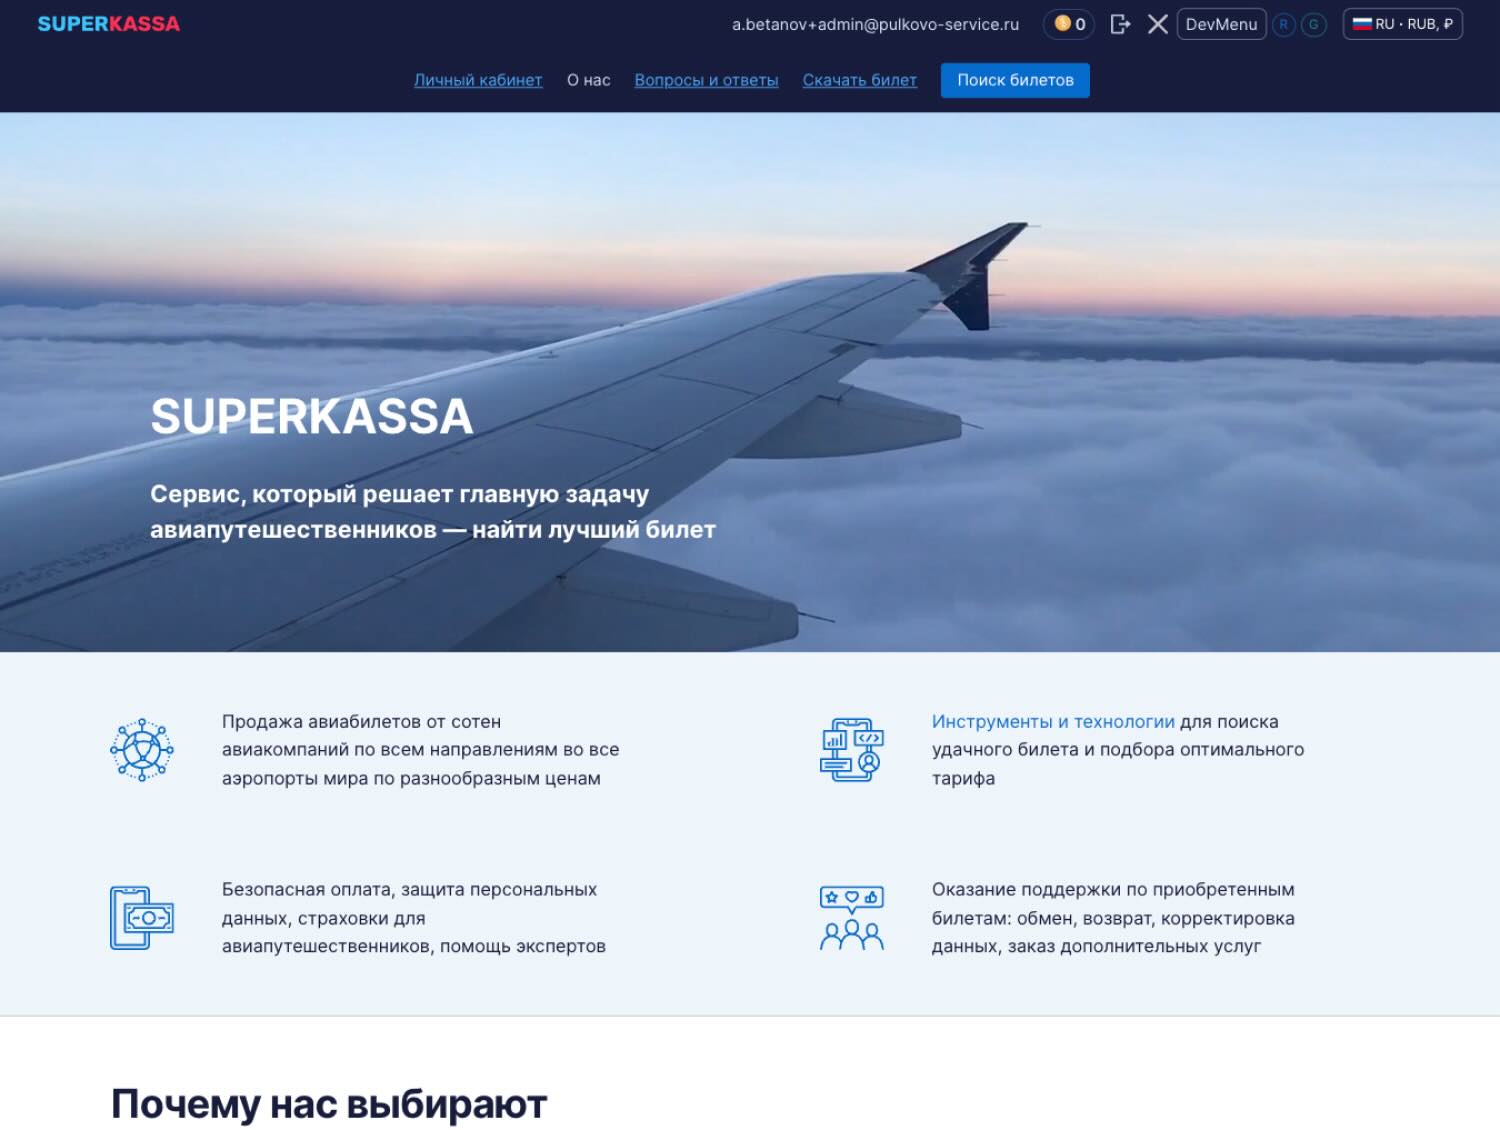 SUPERKASSA
a.betanov+admin@pulkovo-service.ru
0
DevMenu
R
G
RU · RUB, ₽
Личный кабинет
О нас
Вопросы и ответы
Скачать билет
Поиск билетов
SUPERKASSA
Сервис, который решает главную задачу
авиапутешественников — найти лучший билет
Продажа авиабилетов от сотен
авиакомпаний по всем направлениям во все
аэропорты мира по разнообразным ценам
Инструменты и технологии для поиска
удачного билета и подбора оптимального
тарифа
Безопасная оплата, защита персональных
данных, страховки для
авиапутешественников, помощь экспертов
Оказание поддержки по приобретенным
билетам: обмен, возврат, корректировка
данных, заказ дополнительных услуг
Почему нас выбирают